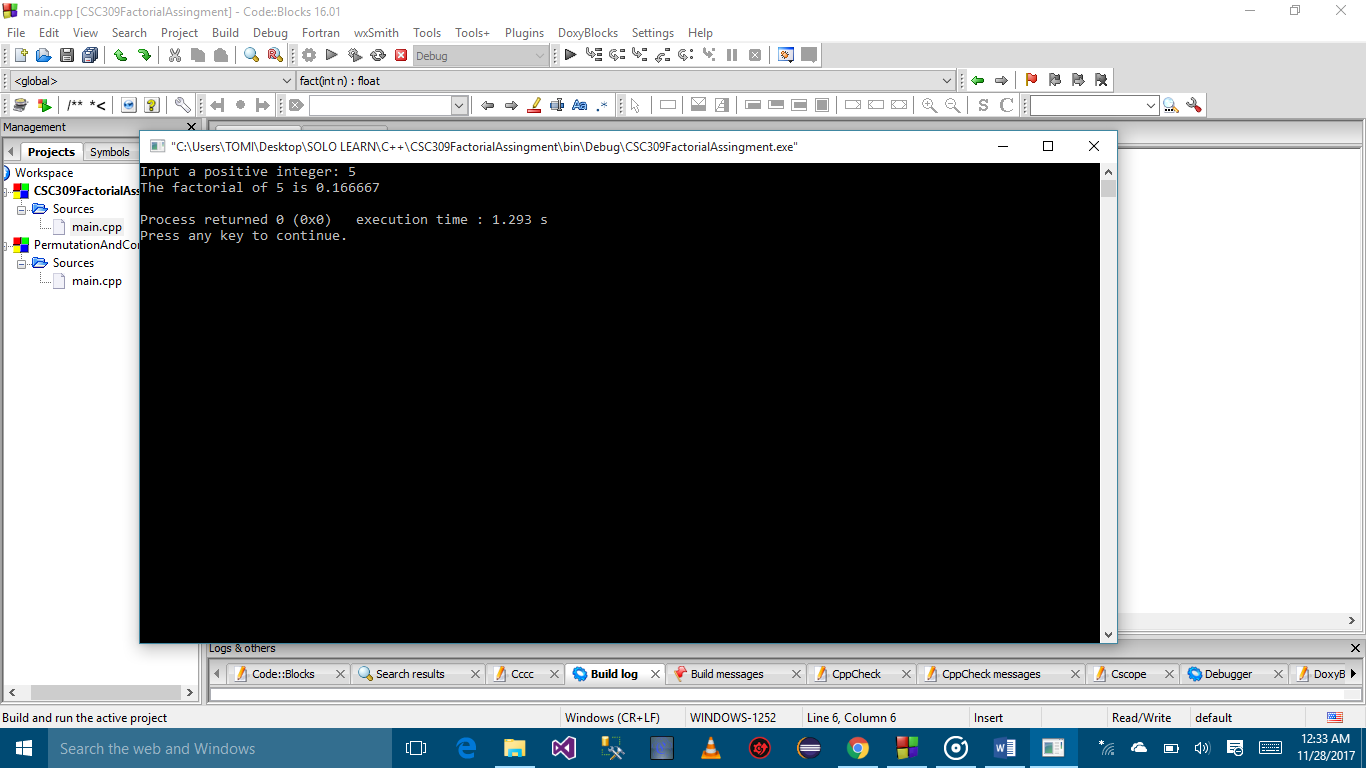 main.cpp [CSC309FactorialAssingment] - Code::Blocks 16.01
File Edit View Search Project Build Debug Fortran wxSmith Tools Tools+ Plugins DoxyBlocks Settings Help
Debug
<global> fact(int n) : float
/** *<
Aa .*
S C
Management
Projects Symbols
Workspace
CSC309FactorialAss
Sources
main.cpp
PermutationAndCo
Sources
main.cpp
"C:\Users\TOMI\Desktop\SOLO LEARN\C++\CSC309FactorialAssingment\bin\Debug\CSC309FactorialAssingment.exe"
Input a positive integer: 5
The factorial of 5 is 0.166667
Process returned 0 (0x0)   execution time : 1.293 s
Press any key to continue.
Logs & others
Code::Blocks Search results Cccc Build log Build messages CppCheck CppCheck messages Cscope Debugger DoxyB
Build and run the active project Windows (CR+LF) WINDOWS-1252 Line 6, Column 6 Insert Read/Write default
Search the web and Windows
12:33 AM
11/28/2017